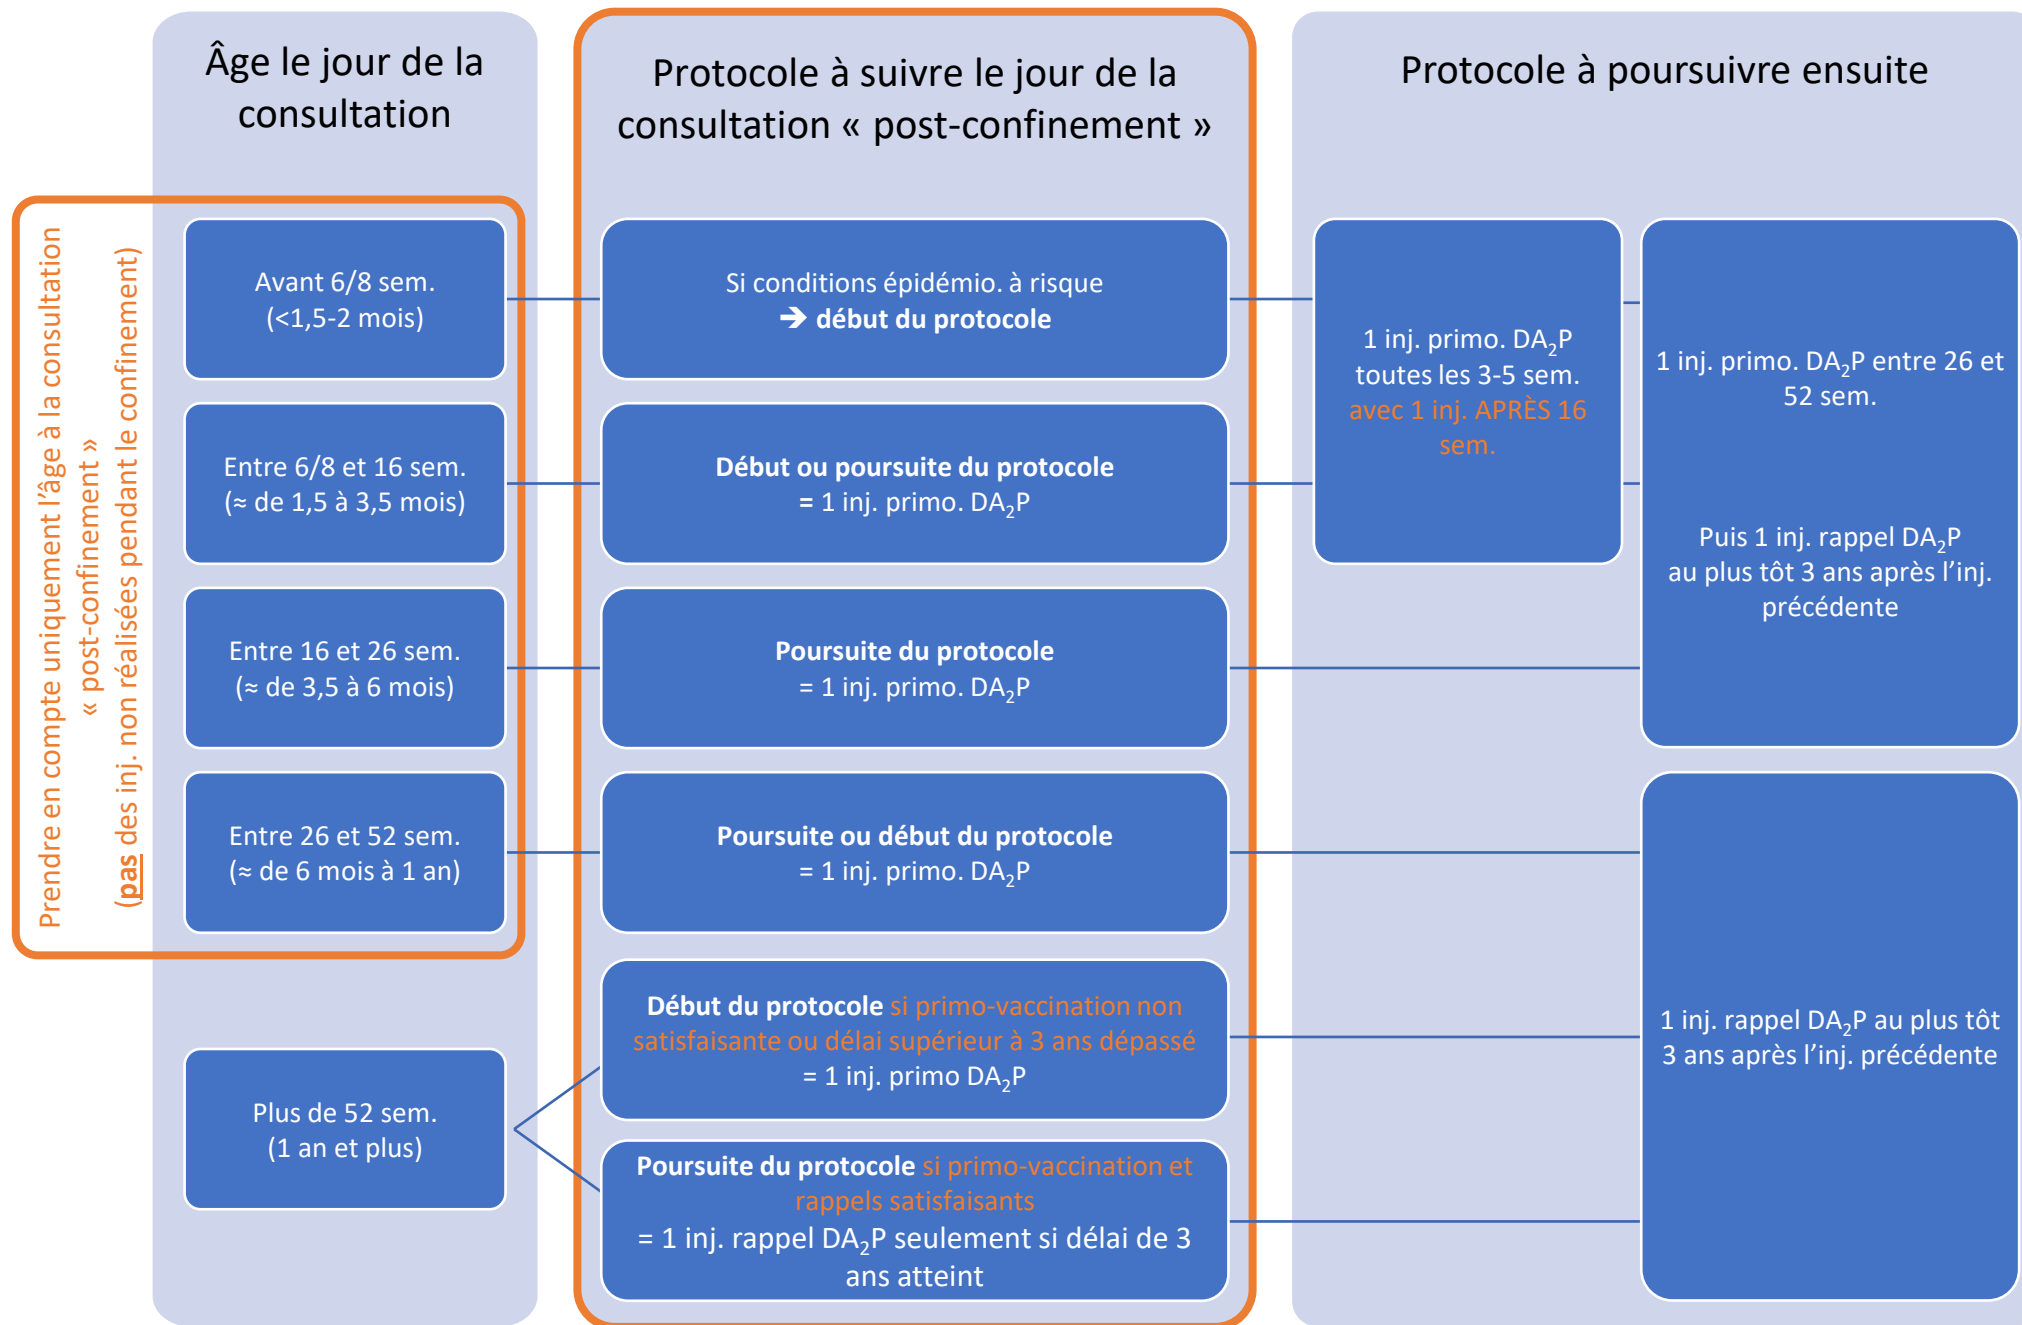 Âge le jour de la
consultation
Protocole à suivre le jour de la
consultation « post-confinement »
Protocole à poursuivre ensuite
Prendre en compte uniquement l'âge à la consultation
« post-confinement »
(pas des inj. non réalisées pendant le confinement)
Avant 6/8 sem.
(<1,5-2 mois)
Si conditions épidémio. à risque
➔ début du protocole
1 inj. primo. DA₂P
toutes les 3-5 sem.
avec 1 inj. APRÈS 16
sem.
1 inj. primo. DA₂P entre 26 et
52 sem.
Puis 1 inj. rappel DA₂P
au plus tôt 3 ans après l'inj.
précédente
Entre 6/8 et 16 sem.
(≈ de 1,5 à 3,5 mois)
Début ou poursuite du protocole
= 1 inj. primo. DA₂P
Entre 16 et 26 sem.
(≈ de 3,5 à 6 mois)
Poursuite du protocole
= 1 inj. primo. DA₂P
Entre 26 et 52 sem.
(≈ de 6 mois à 1 an)
Poursuite ou début du protocole
= 1 inj. primo. DA₂P
Plus de 52 sem.
(1 an et plus)
Début du protocole si primo-vaccination non
satisfaisante ou délai supérieur à 3 ans dépassé
= 1 inj. primo DA₂P
Poursuite du protocole si primo-vaccination et
rappels satisfaisants
= 1 inj. rappel DA₂P seulement si délai de 3
ans atteint
1 inj. rappel DA₂P au plus tôt
3 ans après l'inj. précédente